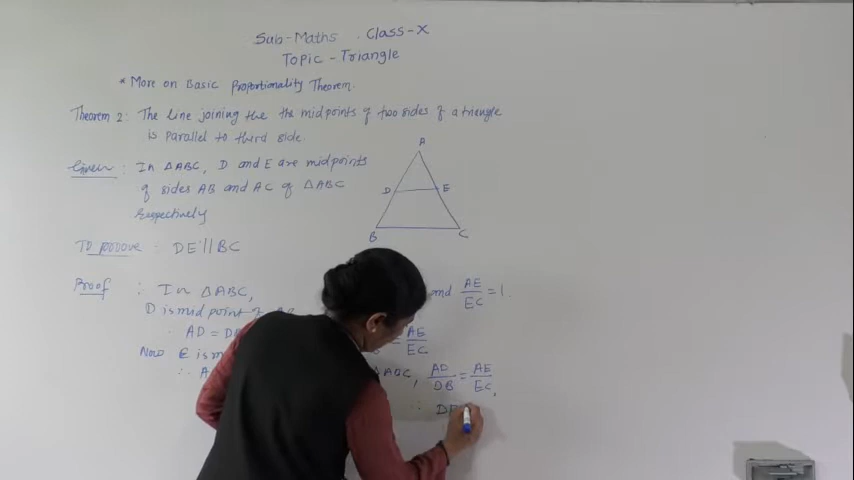 Sub-Maths . Class-X
Topic - Triangle
* More on Basic Proportionality Theorem.
Theorem 2: The line joining the the midpoints of two sides of a triangle
is parallel to third side.
Given : In △ABC, D and E are midpoints
of sides AB and AC of △ABC
respectively
To proove : DE || BC
A
D
E
B
C
Proof : In △ABC,
D is mid point of
∴ AD =
Now E is
∴
and AE/EC = 1.
= AE/EC
△ABC, AD/DB = AE/EC,
∴ DE